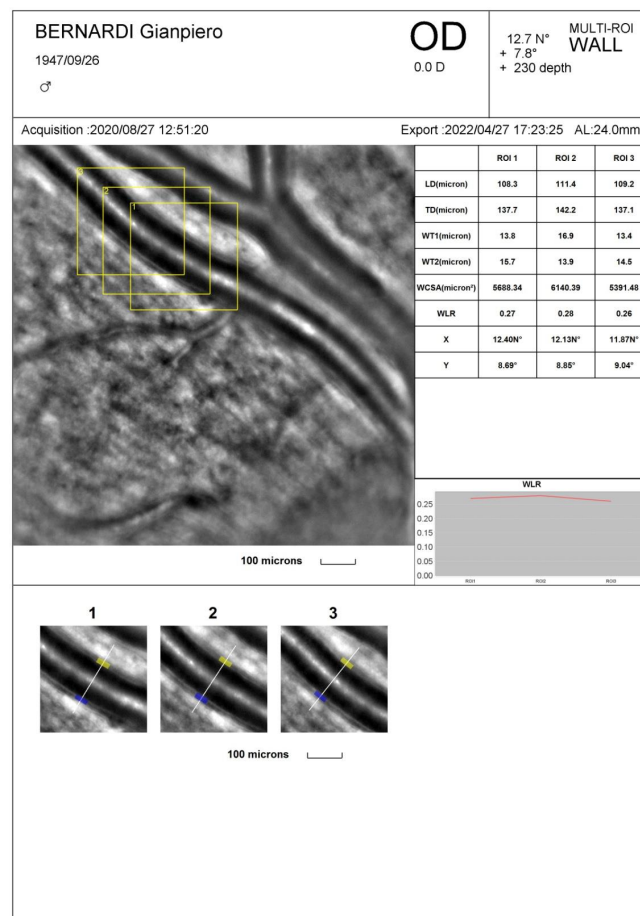 BERNARDI Gianpiero
1947/09/26
♂
OD
0.0 D
12.7 N°
+ 7.8°
+ 230 depth
MULTI-ROI
WALL
Acquisition :2020/08/27 12:51:20
Export :2022/04/27 17:23:25 AL:24.0mm
ROI 1 ROI 2 ROI 3
LD(micron) 108.3 111.4 109.2
TD(micron) 137.7 142.2 137.1
WT1(micron) 13.8 16.9 13.4
WT2(micron) 15.7 13.9 14.5
WCSA(micron²) 5688.34 6140.39 5391.48
WLR 0.27 0.28 0.26
X 12.40N° 12.13N° 11.87N°
Y 8.69° 8.85° 9.04°
3
2
1
WLR
0.25
0.20
0.15
0.10
0.05
0.00
ROI1 ROI2 ROI3
100 microns
1 2 3
100 microns